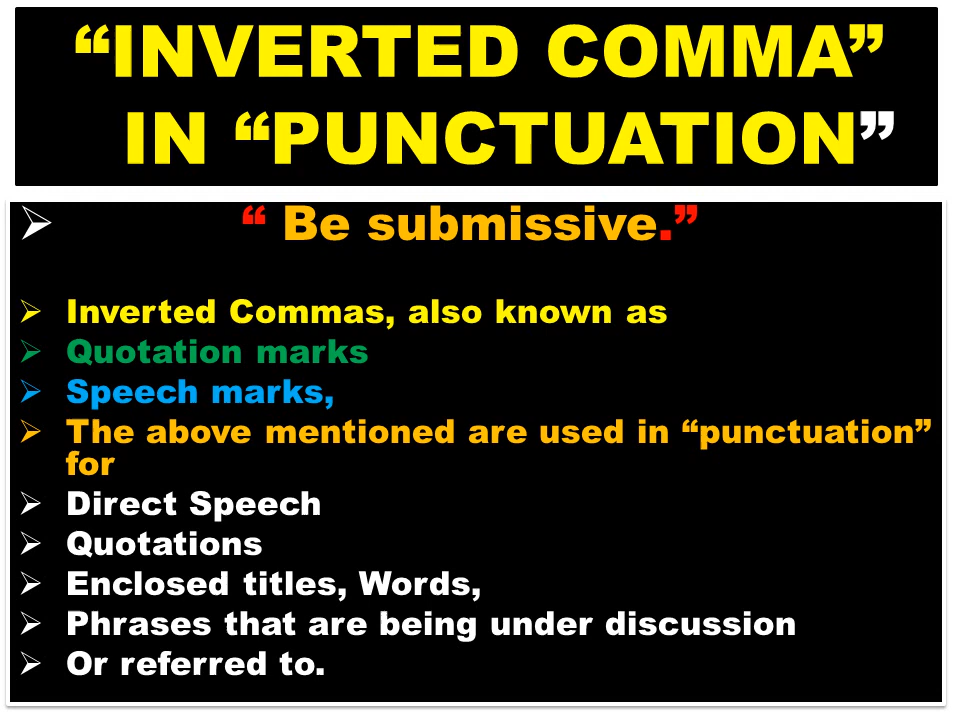 “INVERTED COMMA”
IN “PUNCTUATION”
“ Be submissive.”
Inverted Commas, also known as
Quotation marks
Speech marks,
The above mentioned are used in “punctuation”
for
Direct Speech
Quotations
Enclosed titles, Words,
Phrases that are being under discussion
Or referred to.